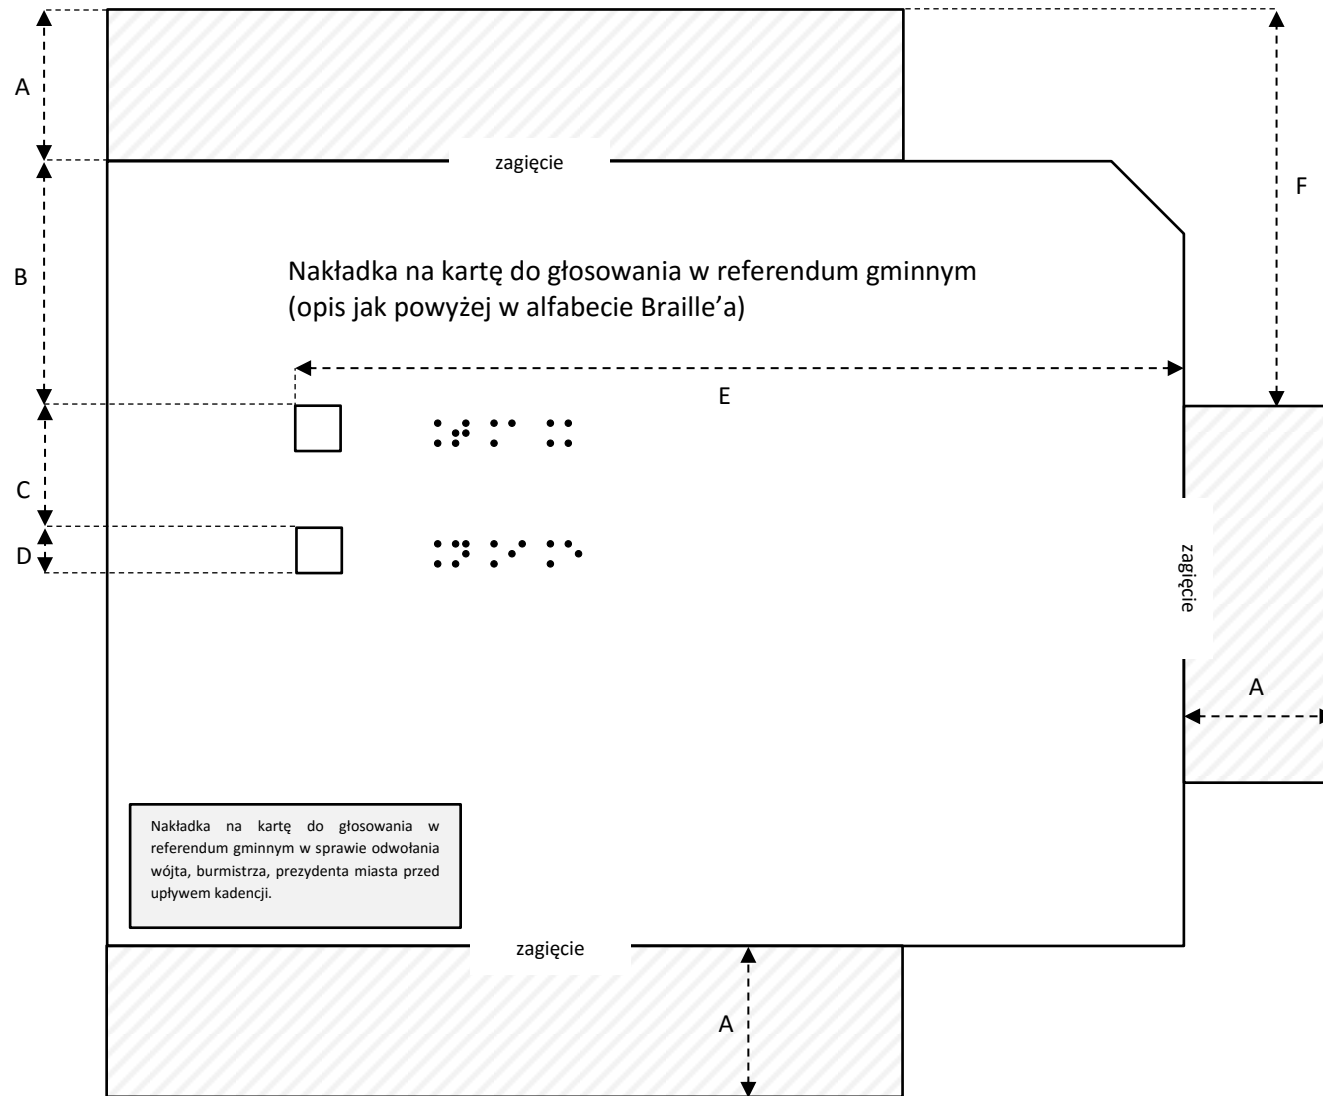 A
zagięcie
F
B
Nakładka na kartę do głosowania w referendum gminnym
(opis jak powyżej w alfabecie Braille’a)
E
⠨⠞⠨⠁⠨⠅
C
⠨⠝⠨⠊⠨⠑
D
zagięcie
A
Nakładka na kartę do głosowania w
referendum gminnym w sprawie odwołania
wójta, burmistrza, prezydenta miasta przed
upływem kadencji.
zagięcie
A